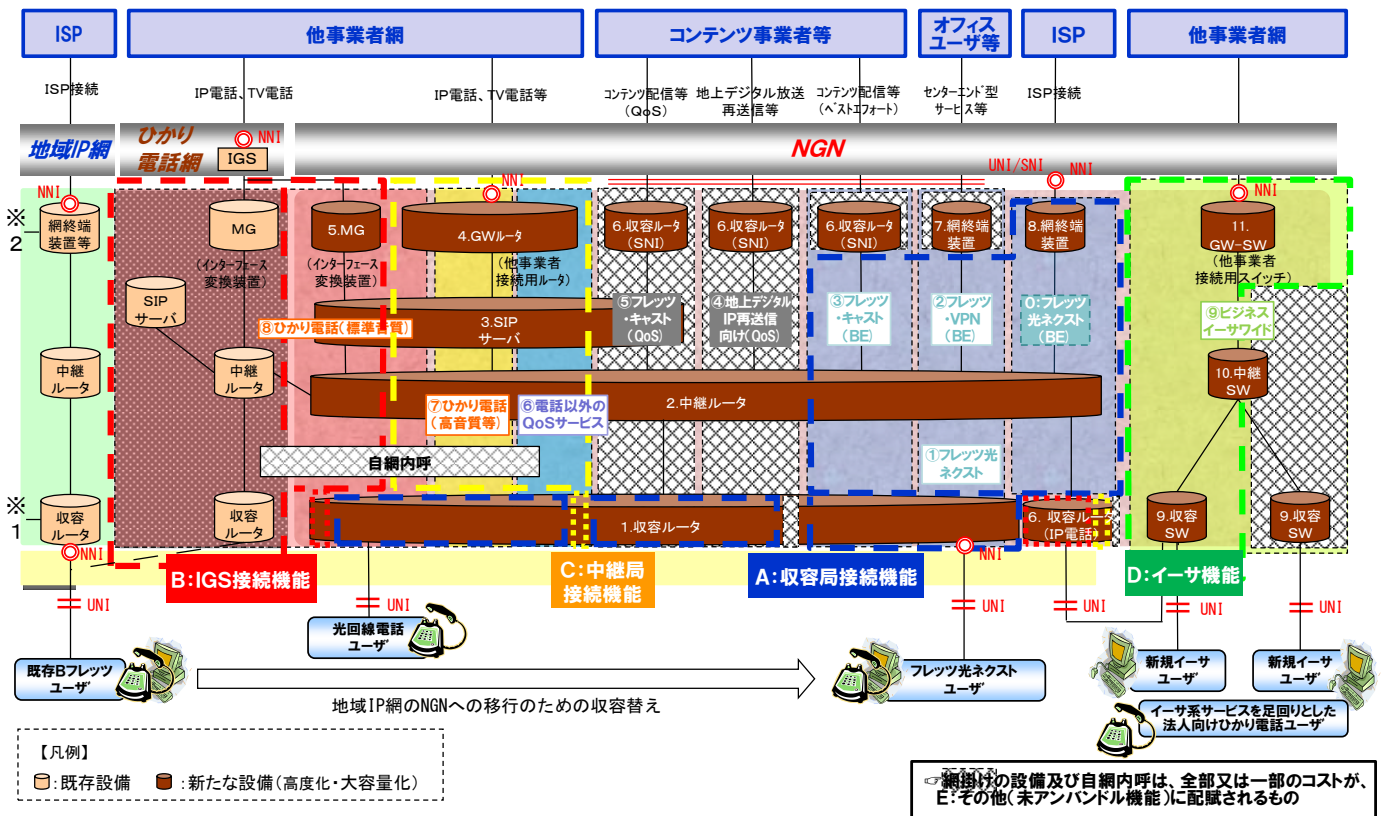 ISP
他事業者網
コンテンツ事業者等
オフィス
ユーザ等
ISP
他事業者網
ISP接続
IP電話、TV電話
IP電話、TV電話等
コンテンツ配信等
(QoS)
地上デジタル放送
再送信等
コンテンツ配信等
(ベストエフォート)
センターエンド型
サービス等
ISP接続
地域IP網
ひかり
電話網
NNI
IGS
NGN
UNI/SNI
NNI
NNI
NNI
NNI
※
2
網終端
装置等
MG
(インターフェース
変換装置)
5.MG
(インターフェース
変換装置)
4.GWルータ
(他事業者
接続用ルータ)
6.収容ルータ
(SNI)
6.収容ルータ
(SNI)
6.収容ルータ
(SNI)
7.網終端
装置
8.網終端
装置
11.
GW-SW
(他事業者
接続用スイッチ)
SIP
サーバ
⑧ひかり電話(標準音質)
3.SIP
サーバ
⑤フレッツ
・キャスト
(QoS)
④地上デジタル
IP再送信
向け(QoS)
③フレッツ
・キャスト
(BE)
②フレッツ
・VPN
(BE)
0:フレッツ
光ネクスト
(BE)
⑨ビジネス
イーサワイド
中継
ルータ
中継
ルータ
2.中継ルータ
10.中継
SW
⑦ひかり電話
(高音質等)
⑥電話以外の
QoSサービス
自網内呼
①フレッツ光
ネクスト
※
1
収容
ルータ
収容
ルータ
1.収容ルータ
6. 収容ルータ
(IP電話)
9.収容
SW
9.収容
SW
NNI
NNI
B:IGS接続機能
C:中継局
接続機能
A:収容局接続機能
D:イーサ機能
UNI
UNI
UNI
UNI
UNI
UNI
光回線電話
ユーザ
既存Bフレッツ
ユーザ
フレッツ光ネクスト
ユーザ
新規イーサ
ユーザ
新規イーサ
ユーザ
地域IP網のNGNへの移行のための収容替え
イーサ系サービスを足回りとした
法人向けひかり電話ユーザ
【凡例】
:既存設備
:新たな設備(高度化・大容量化)
☞網掛けの設備及び自網内呼は、全部又は一部のコストが、
E:その他(未アンバンドル機能)に配賦されるもの